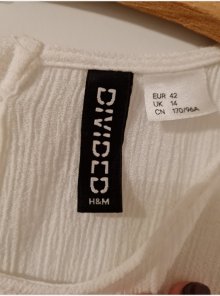 DIVIDED
H&M
EUR 42
UK 14
CN 170/96A